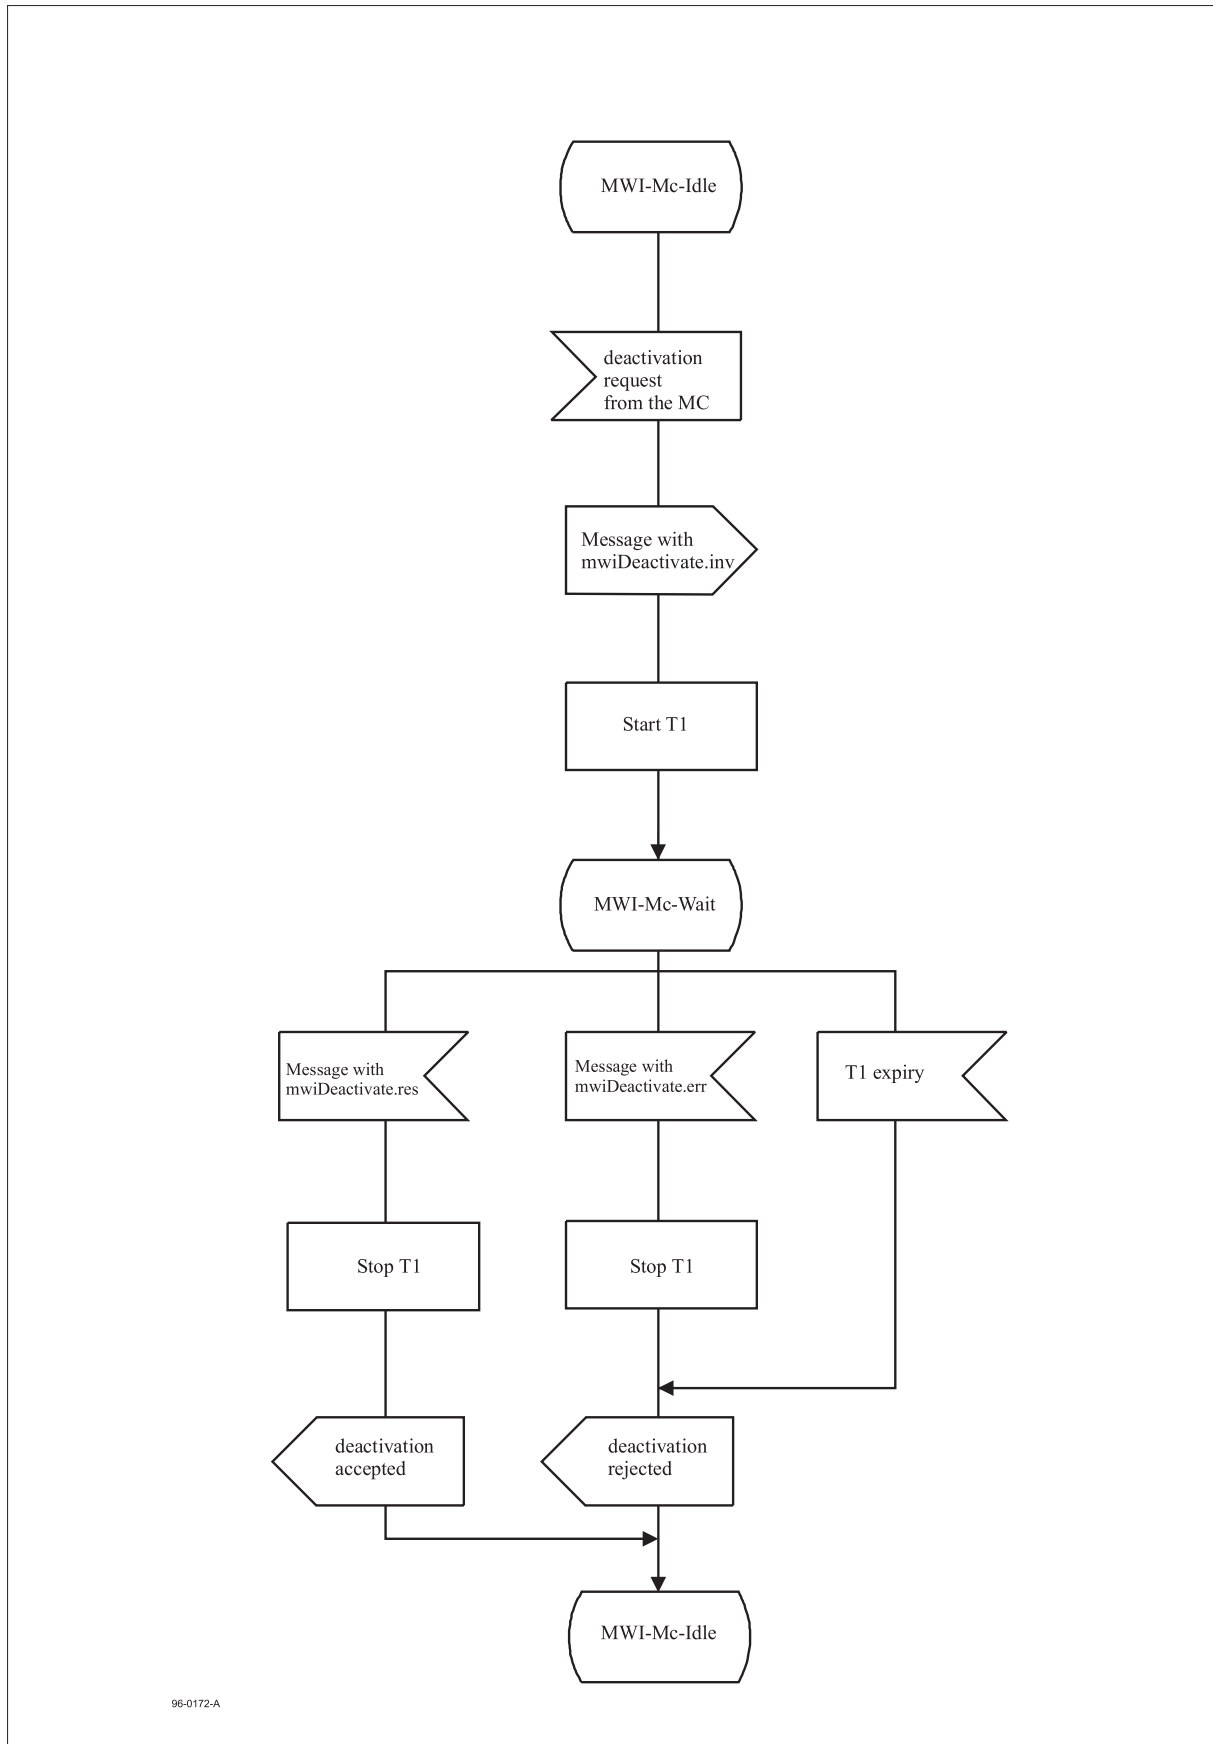 MWI-Mc-Idle
deactivation
request
from the MC
Message with
mwiDeactivate.inv
Start T1
MWI-Mc-Wait
Message with
mwiDeactivate.res
Message with
mwiDeactivate.err
T1 expiry
Stop T1
Stop T1
deactivation
accepted
deactivation
rejected
MWI-Mc-Idle
96-0172-A